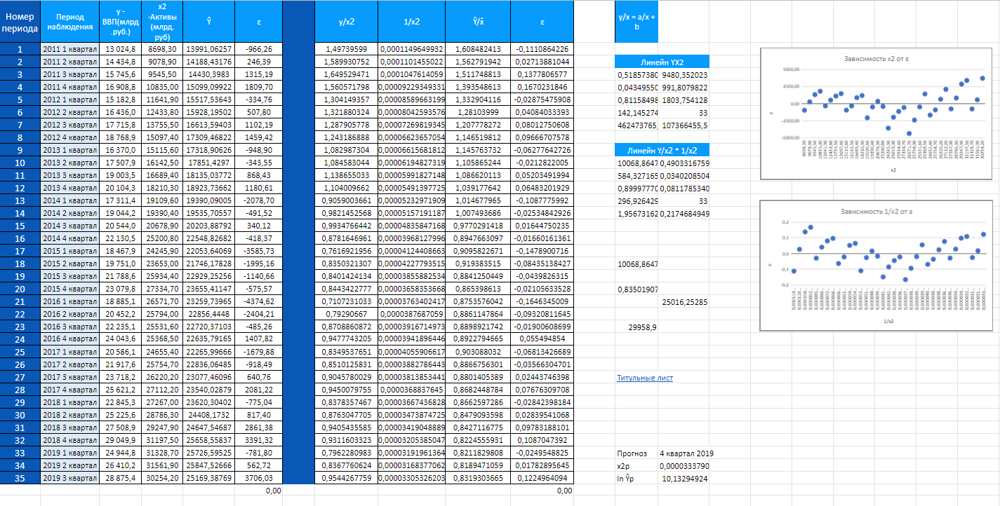 Номер периода Период наблюдения y - ВВП(млрд.руб.) x2 -Активы (млрд. руб) Ŷ ε y/x2 1/x2 Ŷ/x̂ ε y/x = a/x + b
1 2011 1 квартал 13 024,8 8698,30 13991,06257 -966,26 1,49739599 0,0001149649932 1,608482413 -0,1110864226
2 2011 2 квартал 14 434,8 9078,90 14188,43176 246,39 1,589930752 0,0001101455022 1,562791942 0,02713881044 Линейн YX2
3 2011 3 квартал 15 745,6 9545,50 14430,3983 1315,19 1,649529471 0,0001047614059 1,511748813 0,1377806577 0,51857380 9480,352023
4 2011 4 квартал 16 908,8 10835,00 15099,09922 1809,70 1,560571798 0,00009229349331 1,393548613 0,1670231846 0,04349550 991,8079822
5 2012 1 квартал 15 182,8 11641,90 15517,53643 -334,76 1,304149357 0,00008589663199 1,332904116 -0,02875475908 0,81158498 1803,754128
6 2012 2 квартал 16 436,0 12433,80 15928,19502 507,80 1,321880324 0,00008042593576 1,28103999 0,04084033393 142,145274 33
7 2012 3 квартал 17 715,8 13755,50 16613,59403 1102,19 1,287905778 0,00007269819345 1,207778272 0,08012750608 462473765, 107366455,5
8 2012 4 квартал 18 768,9 15097,40 17309,46822 1459,42 1,243186888 0,00006623657054 1,146519812 0,09666707578
9 2013 1 квартал 16 370,0 15115,60 17318,90626 -948,90 1,082987304 0,00006615681812 1,145763732 -0,06277642726 Линейн Y/x2 * 1/x2
10 2013 2 квартал 17 507,9 16142,50 17851,4297 -343,55 1,084583044 0,00006194827319 1,105865244 -0,0212822005 10068,8647 0,4903316759
11 2013 3 квартал 19 003,5 16689,40 18135,03772 868,43 1,138655033 0,00005991827148 1,086620113 0,05203491994 584,327165 0,0340208504
12 2013 4 квартал 20 104,3 18210,30 18923,73662 1180,61 1,104009662 0,00005491397725 1,039177642 0,06483201929 0,89997770 0,0811785340
13 2014 1 квартал 17 311,4 19109,60 19390,09005 -2078,70 0,9059003661 0,00005232971909 1,014677965 -0,1087775992 296,926429 33
14 2014 2 квартал 19 044,2 19390,40 19535,70557 -491,52 0,9821452568 0,00005157191187 1,007493686 -0,02534842926 1,95673162 0,2174684949
15 2014 3 квартал 20 544,0 20678,90 20203,88792 340,12 0,9934766442 0,00004835847168 0,9770291418 0,01644750235
16 2014 4 квартал 22 130,5 25200,80 22548,82682 -418,37 0,8781646961 0,00003968127996 0,8947663097 -0,01660161361
17 2015 1 квартал 18 467,9 24245,90 22053,64069 -3585,73 0,7616921956 0,00004124408663 0,9095822671 -0,1478900716
18 2015 2 квартал 19 751,0 23653,00 21746,17828 -1995,16 0,8350321307 0,00004227793515 0,919383515 -0,08435138427 10068,8647
19 2015 3 квартал 21 788,6 25934,40 22929,25256 -1140,66 0,8401424134 0,00003855882534 0,8841250449 -0,0439826315
20 2015 4 квартал 23 079,8 27334,70 23655,41147 -575,57 0,8443422777 0,00003658353668 0,865398613 -0,02105633528 0,83501907
21 2016 1 квартал 18 885,1 26571,70 23259,73965 -4374,62 0,7107231033 0,00003763402417 0,8753576042 -0,1646345009 25016,25285
22 2016 2 квартал 20 452,2 25794,00 22856,4448 -2404,21 0,79290667 0,0000387687059 0,8861147864 -0,09320811645
23 2016 3 квартал 22 235,1 25531,60 22720,37103 -485,26 0,8708860872 0,00003916714973 0,8898921742 -0,01900608699 29958,9
24 2016 4 квартал 24 043,6 25368,50 22635,79165 1407,82 0,9477743205 0,00003941896446 0,8922794665 0,055494854
25 2017 1 квартал 20 586,1 24655,40 22265,99666 -1679,88 0,8349537651 0,00004055906617 0,903088032 -0,06813426689
26 2017 2 квартал 21 917,6 25754,70 22836,06485 -918,49 0,8510125831 0,00003882786443 0,8866756301 -0,03566304701
27 2017 3 квартал 23 718,2 26220,20 23077,46096 640,76 0,9045780029 0,00003813853441 0,8801405389 0,02443746398 Титульные лист
28 2017 4 квартал 25 621,2 27112,20 23540,02879 2081,22 0,9450079755 0,0000368837645 0,8682448784 0,07676309708
29 2018 1 квартал 22 845,3 27267,00 23620,30402 -775,04 0,8378357467 0,00003667436828 0,8662597286 -0,02842398184
30 2018 2 квартал 25 225,6 28786,30 24408,1732 817,40 0,8763047705 0,00003473874725 0,8479093598 0,02839541068
31 2018 3 квартал 27 508,9 29247,90 24647,54687 2861,38 0,9405435585 0,00003419048889 0,8427116775 0,09783188101
32 2018 4 квартал 29 049,9 31197,50 25658,55837 3391,32 0,9311603323 0,00003205385047 0,8224555931 0,1087047392
33 2019 1 квартал 24 944,8 31328,70 25726,59525 -781,80 0,7962280983 0,00003191961364 0,8211829808 -0,0249548825 Прогноз 4 квартал 2019
34 2019 2 квартал 26 410,2 31561,90 25847,52666 562,72 0,8367760624 0,00003168377062 0,8189471059 0,01782895645 x2p 0,0000333790
35 2019 3 квартал 28 875,4 30254,20 25169,38769 3706,03 0,9544267759 0,00003305326203 0,8319303665 0,1224964094 ln Ŷp 10,13294924
0,00 0,00
Зависимость x2 от ε
5000,00
2500,00
0,00
-2500,00
-5000,00
ε
x2
Зависимость 1/x2 от ε
0,2
0,1
0,0
-0,1
-0,2
ε
1/x2